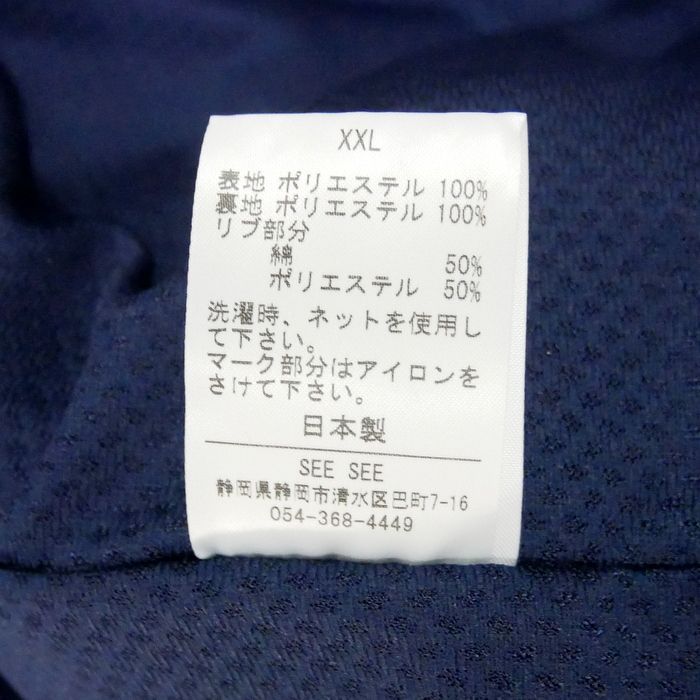 XXL
表地 ポリエステル 100%
裏地 ポリエステル 100%
リブ部分
綿 50%
ポリエステル 50%
洗濯時、ネットを使用し
て下さい。
マーク部分はアイロンを
さけて下さい。
日本製
SEE SEE
静岡県静岡市清水区巴町7-16
054-368-4449